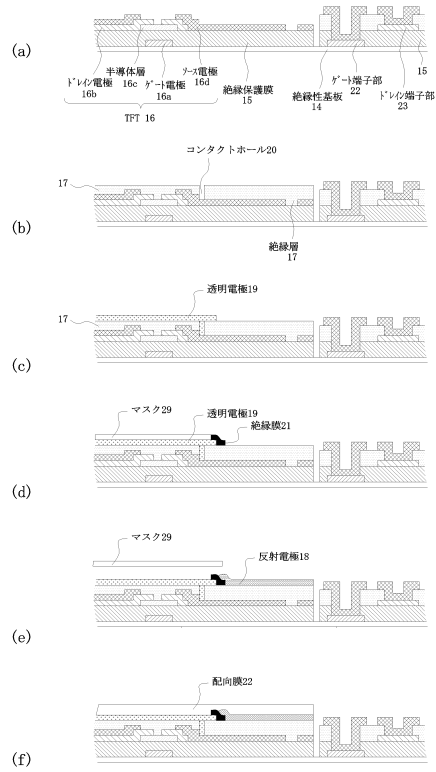 (a)
ドレイン電極
16b
半導体層
16c
ゲート電極
16a
ソース電極
16d
TFT 16
絶縁保護膜
15
絶縁性基板
14
ゲート端子部
22
ドレイン端子部
23
15
コンタクトホール20
17
(b)
絶縁層
17
透明電極19
17
(c)
マスク29
透明電極19
絶縁膜21
(d)
マスク29
反射電極18
(e)
配向膜22
(f)